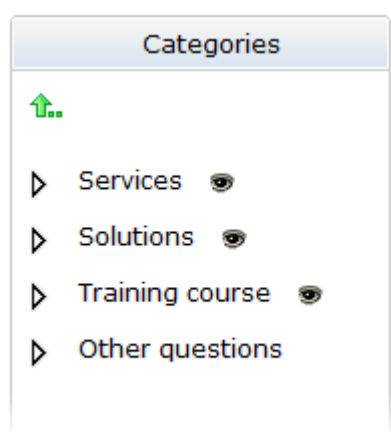 Categories
..
Services
Solutions
Training course
Other questions